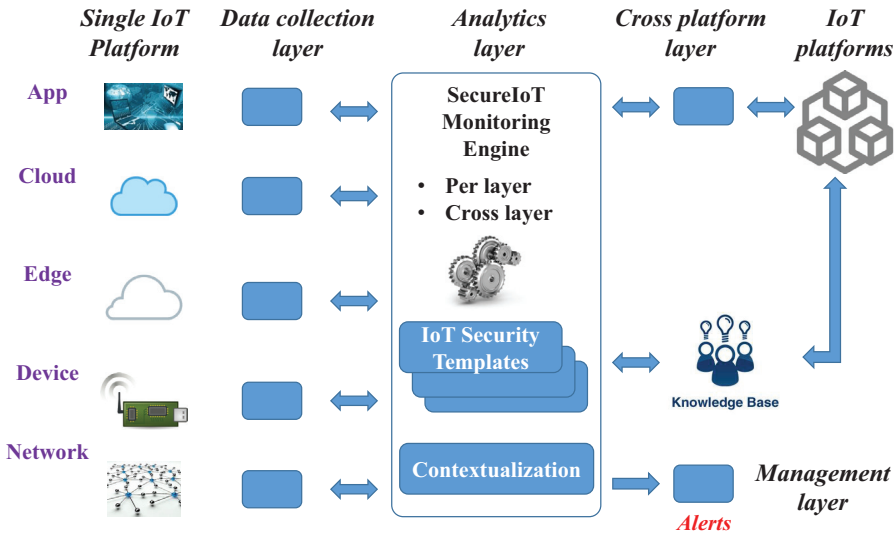 Single IoT
Platform
Data collection
layer
Analytics
layer
Cross platform
layer
IoT
platforms
App
Cloud
Edge
Device
Network
SecureIoT
Monitoring
Engine
• Per layer
• Cross layer
IoT Security
Templates
Contextualization
Knowledge Base
Alerts
Management
layer